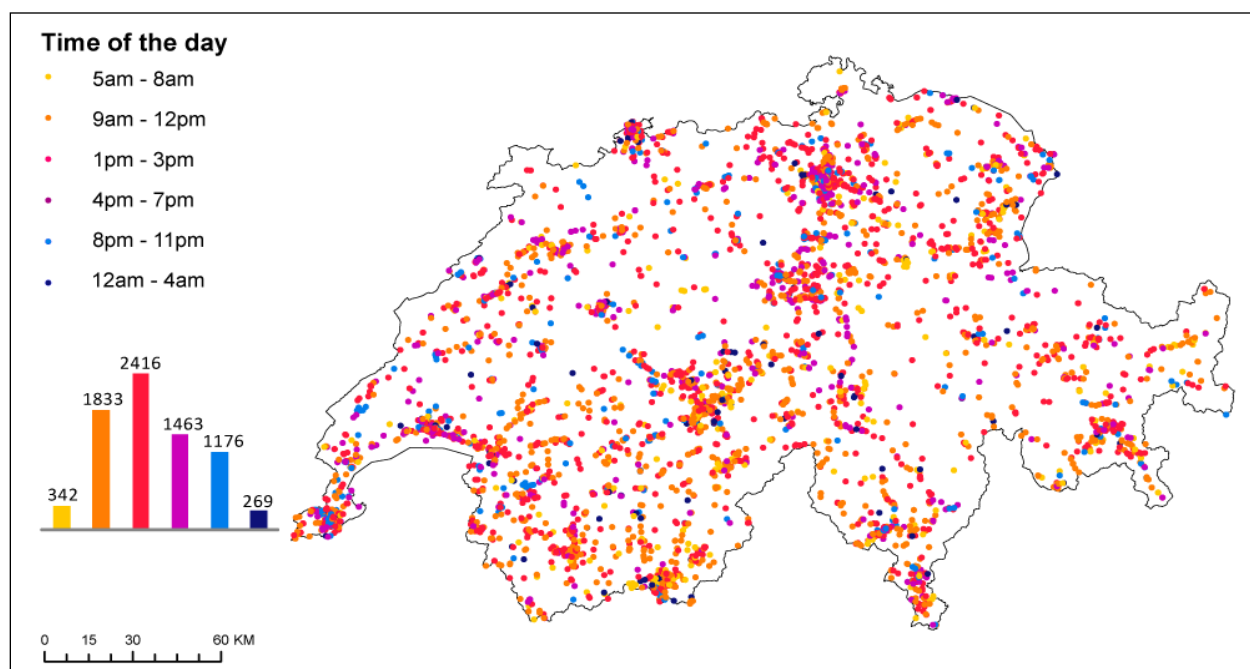 Time of the day
5am - 8am
9am - 12pm
1pm - 3pm
4pm - 7pm
8pm - 11pm
12am - 4am
2416
1833
1463
1176
342
269
0 15 30 60 KM